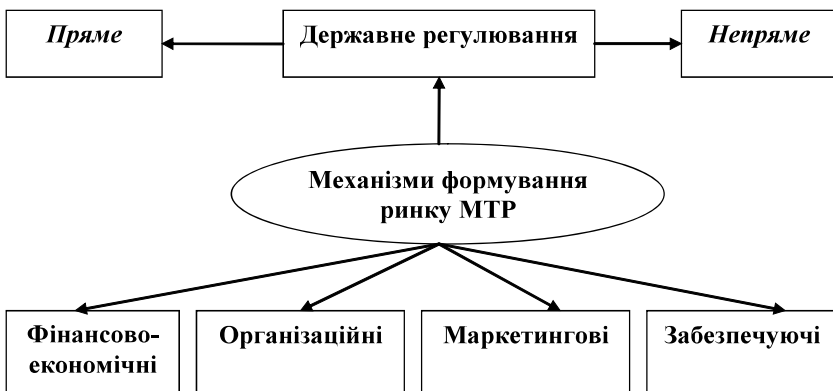 Пряме
Державне регулювання
Непряме
Механізми формування
ринку МТР
Фінансово-
економічні
Організаційні
Маркетингові
Забезпечуючі